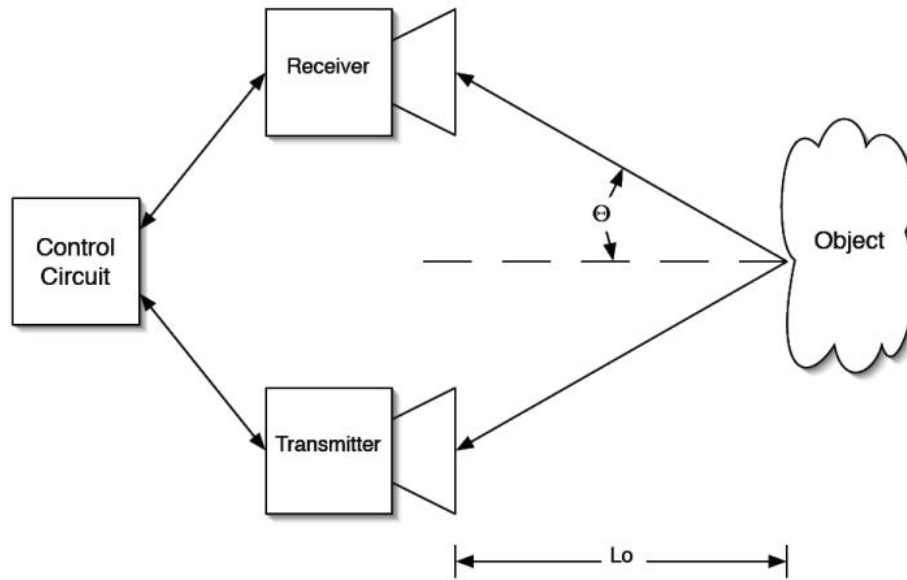 Receiver
Θ
Object
Control
Circuit
Transmitter
Lo